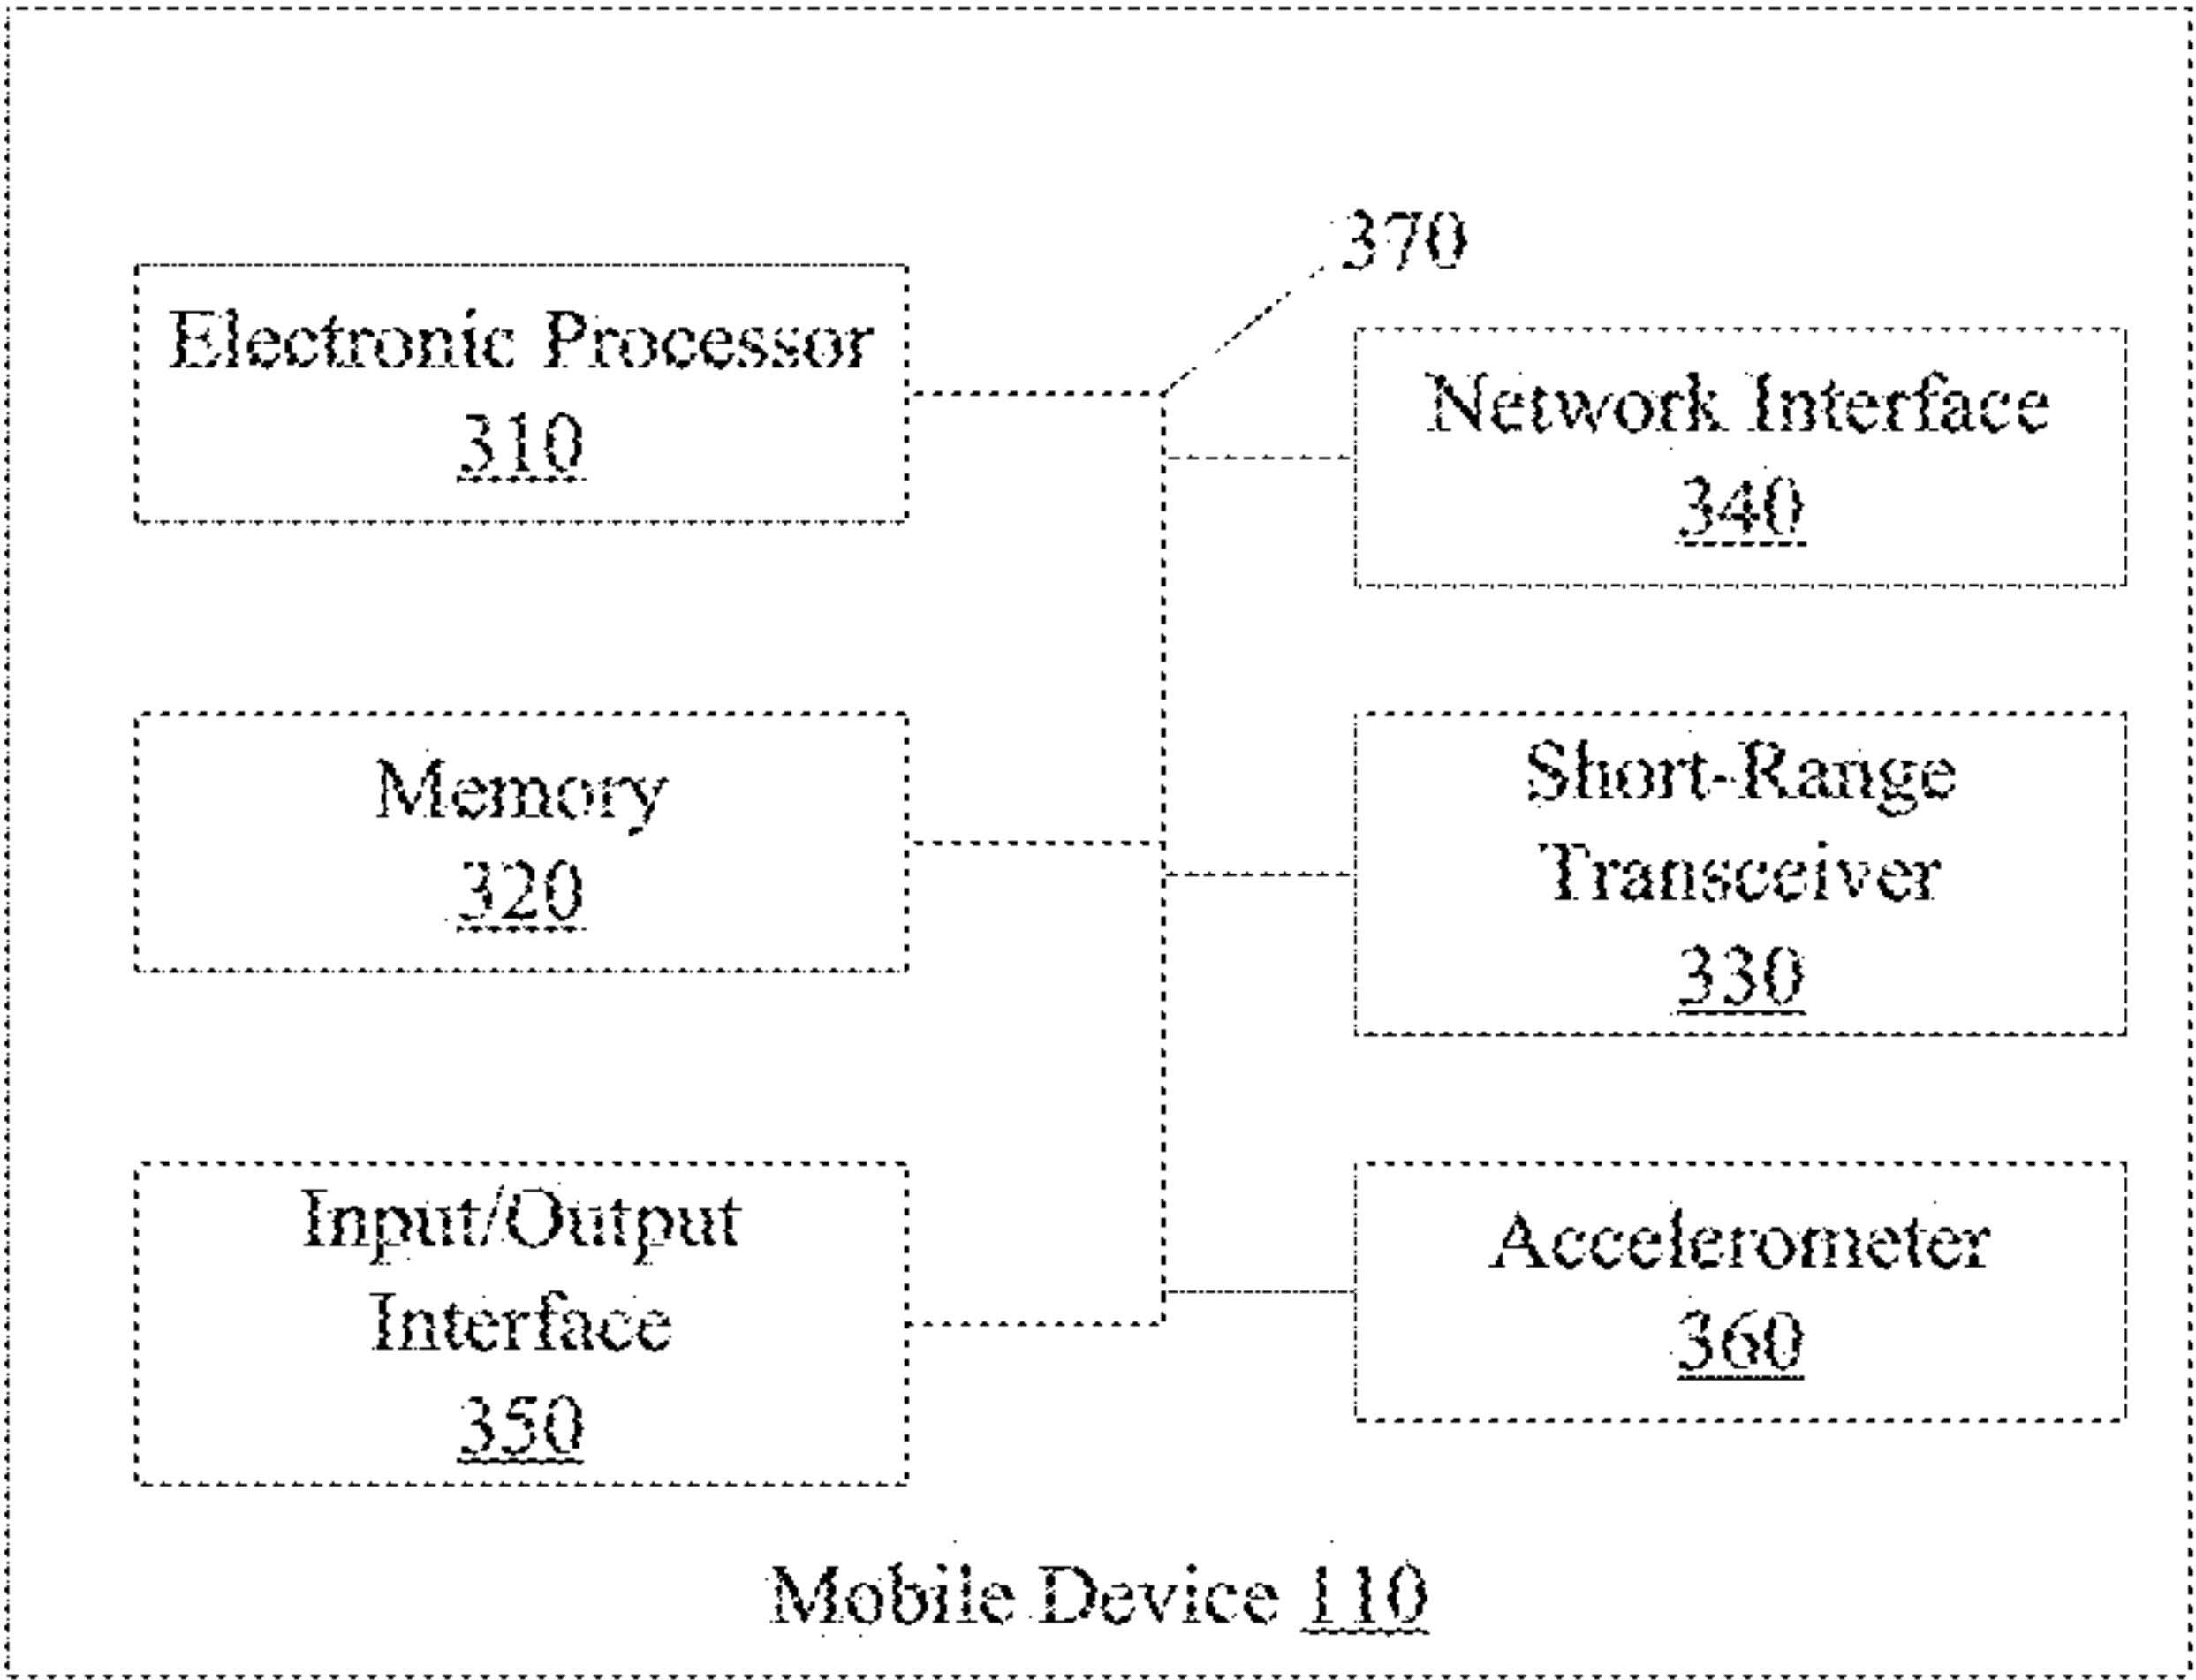 370
Electronic Processor
310
Network Interface
340
Memory
320
Short-Range
Transceiver
330
Input/Output
Interface
350
Accelerometer
360
Mobile Device 110